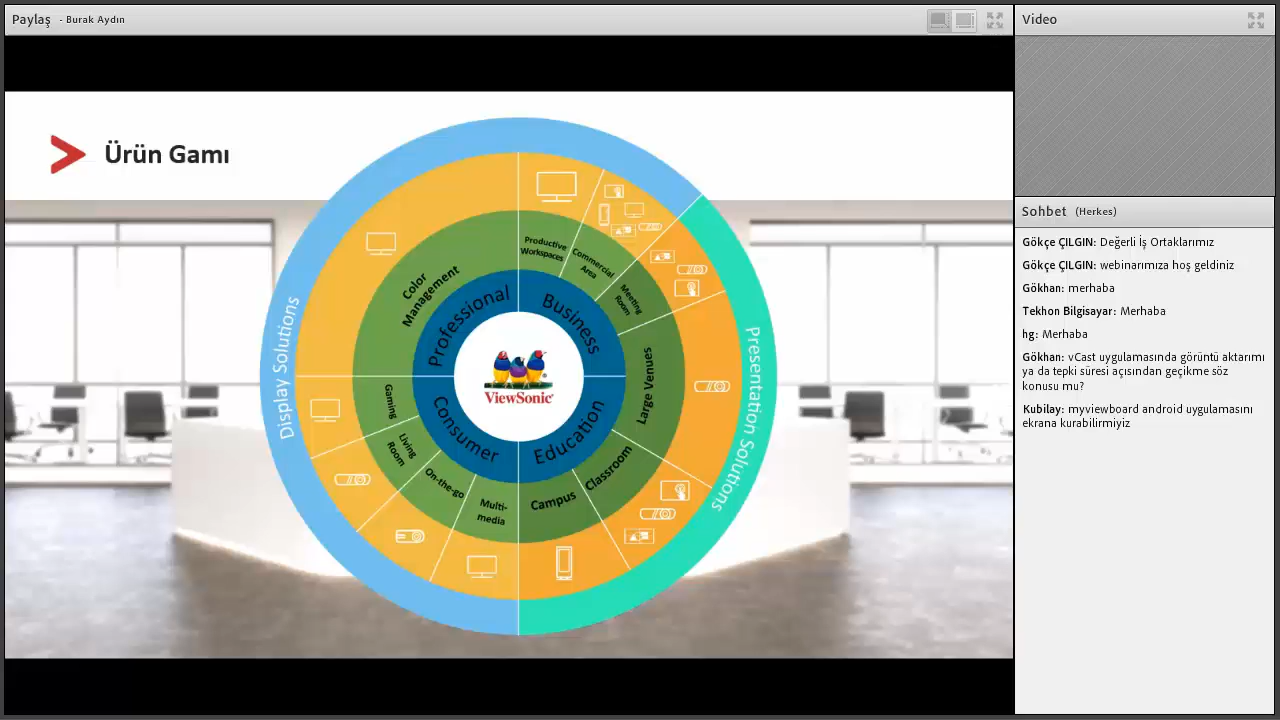 Paylaş - Burak Aydın
Ürün Gamı
Display Solutions
Presentation Solutions
Professional
Business
Consumer
Education
Color
Management
Productive
Workspaces
Commercial
Area
Meeting
Room
Large Venues
Classroom
Campus
Multi-
media
On-the-go
Living
Room
Gaming
ViewSonic®
Video
Sohbet (Herkes)
Gökçe ÇILGIN: Değerli İş Ortaklarımız
Gökçe ÇILGIN: webinarımıza hoş geldiniz
Gökhan: merhaba
Tekhon Bilgisayar: Merhaba
hg: Merhaba
Gökhan: vCast uygulamasında görüntü aktarımı
ya da tepki süresi açısından geçikme söz
konusu mu?
Kubilay: myviewboard android uygulamasını
ekrana kurabilirmiyiz